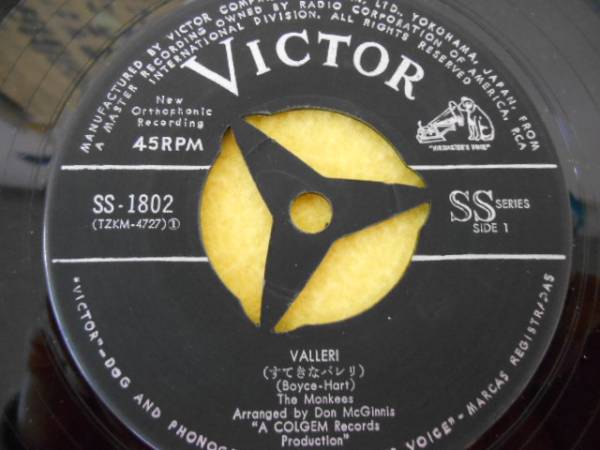 MANUFACTURED BY VICTOR COMPANY LTD. YOKOHAMA, JAPAN, FROM
A MASTER RECORDING OWNED BY RADIO CORPORATION OF AMERICA, RCA
INTERNATIONAL DIVISION. ALL RIGHTS RESERVED
VICTOR
"HIS MASTER'S VOICE"
New
Orthophonic
Recording
45RPM
SS-1802
(TZKM-4727)①
SS SERIES
SIDE 1
VALLERI
(すてきなバレリ)
(Boyce-Hart)
The Monkees
Arranged by Don McGinnis
"A COLGEM Records
Production"
"VICTOR"-DOG AND PHONOG VOICE"-MARCAS REGISTRADAS